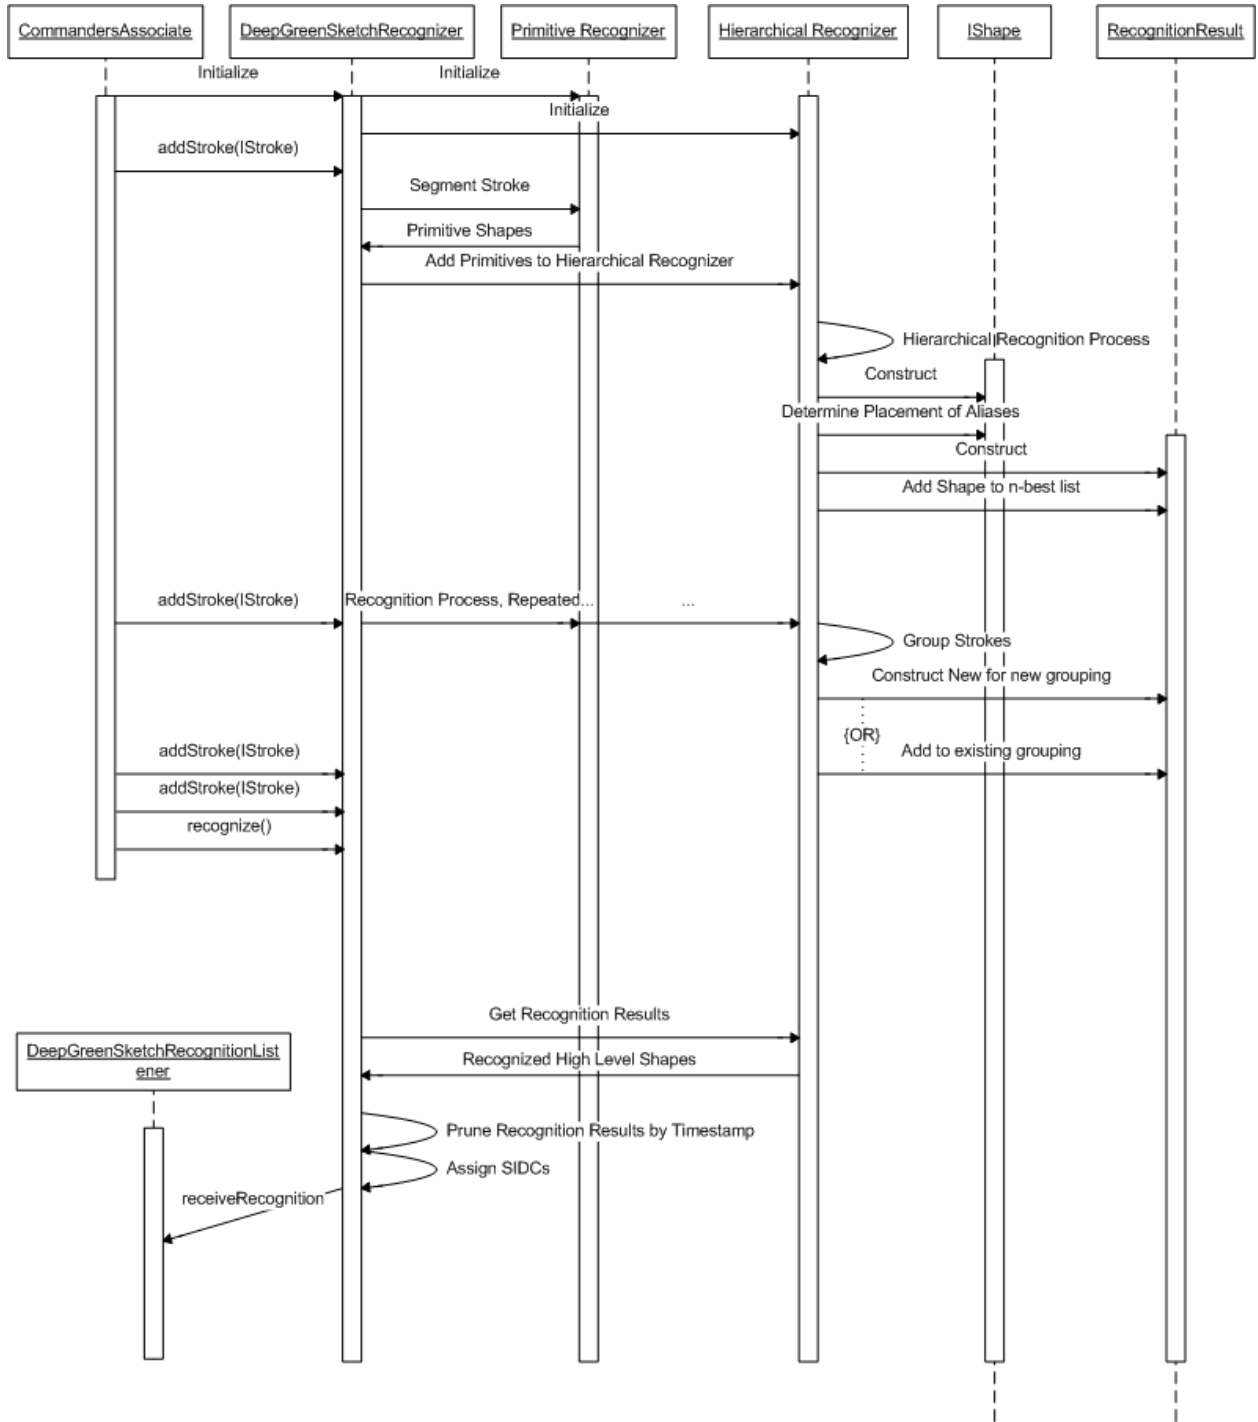 CommandersAssociate
DeepGreenSketchRecognizer
Primitive Recognizer
Hierarchical Recognizer
IShape
RecognitionResult
Initialize
Initialize
Initialize
addStroke(IStroke)
Segment Stroke
Primitive Shapes
Add Primitives to Hierarchical Recognizer
Hierarchical Recognition Process
Construct
Determine Placement of Aliases
Construct
Add Shape to n-best list
addStroke(IStroke)
Recognition Process, Repeated...
...
Group Strokes
Construct New for new grouping
{OR}
addStroke(IStroke)
Add to existing grouping
addStroke(IStroke)
recognize()
Get Recognition Results
DeepGreenSketchRecognitionList
ener
Recognized High Level Shapes
Prune Recognition Results by Timestamp
Assign SIDCs
receiveRecognition